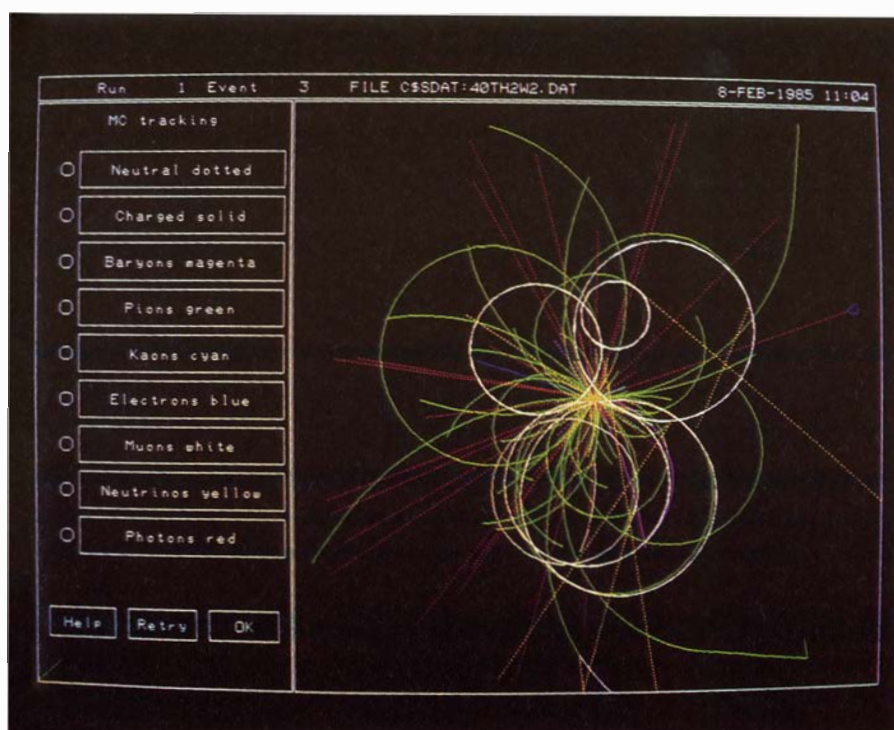 Run 1 Event 3 FILE C$SDAT:40TH2W2.DAT 8-FEB-1985 11:04
MC tracking
Neutral dotted
Charged solid
Baryons magenta
Pions green
Kaons cyan
Electrons blue
Muons white
Neutrinos yellow
Photons red
Help Retry OK